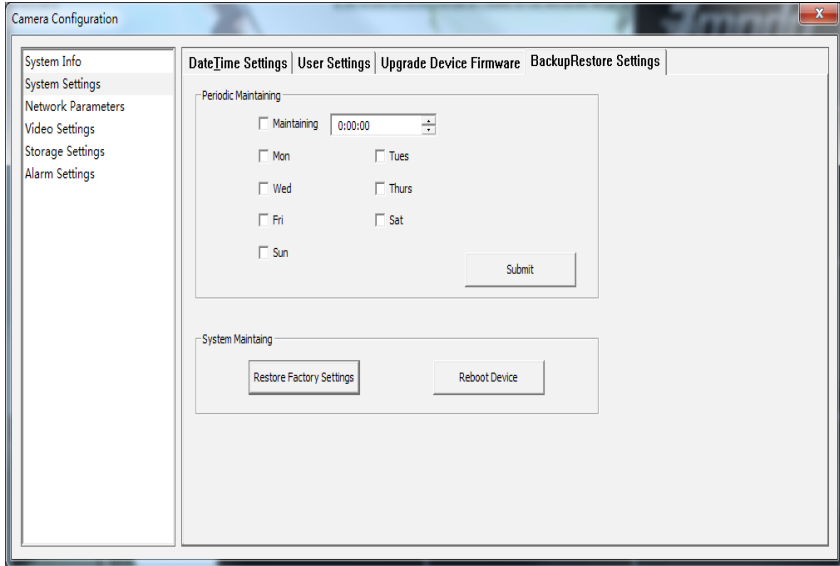 Camera Configuration
System Info
System Settings
Network Parameters
Video Settings
Storage Settings
Alarm Settings
DateTime Settings User Settings Upgrade Device Firmware BackupRestore Settings
Periodic Maintaining
Maintaining 0:00:00
Mon Tues
Wed Thurs
Fri Sat
Sun
Submit
System Maintaing
Restore Factory Settings Reboot Device